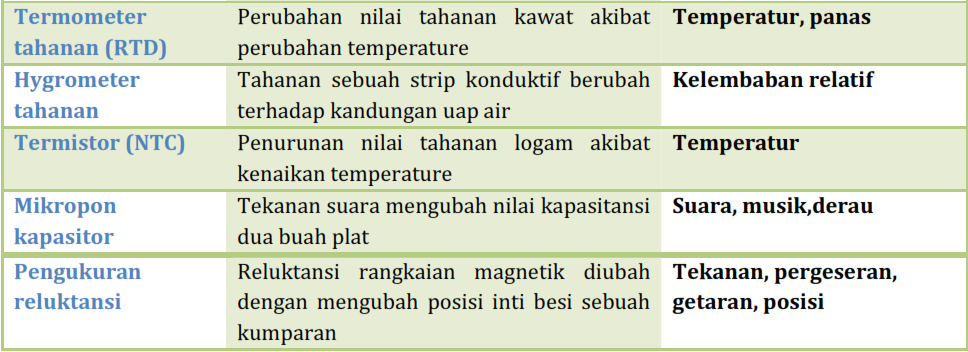 Termometer tahanan (RTD)
Perubahan nilai tahanan kawat akibat perubahan temperature
Temperatur, panas
Hygrometer tahanan
Tahanan sebuah strip konduktif berubah terhadap kandungan uap air
Kelembaban relatif
Termistor (NTC)
Penurunan nilai tahanan logam akibat kenaikan temperature
Temperatur
Mikropon kapasitor
Tekanan suara mengubah nilai kapasitansi dua buah plat
Suara, musik,derau
Pengukuran reluktansi
Reluktansi rangkaian magnetik diubah dengan mengubah posisi inti besi sebuah kumparan
Tekanan, pergeseran, getaran, posisi